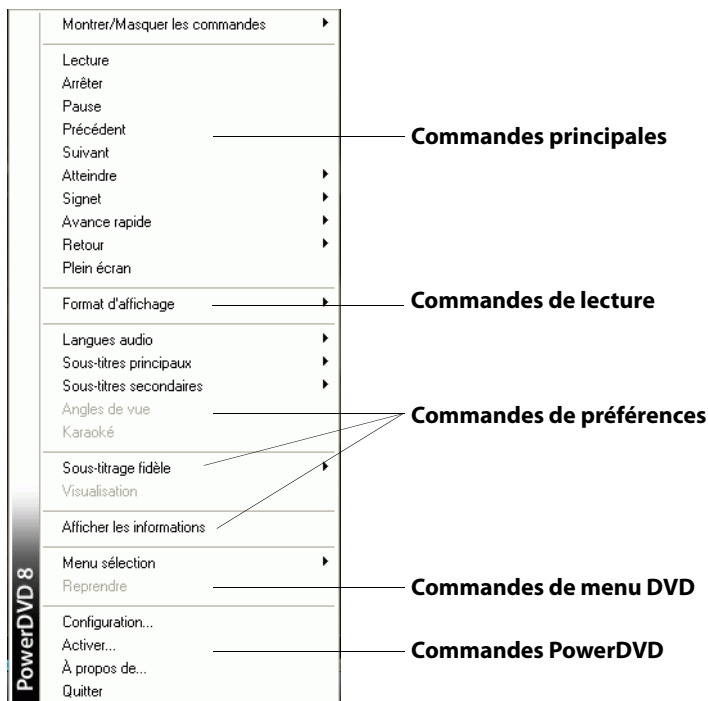 Montrer/Masquer les commandes
Lecture
Arrêter
Pause
Précédent
Commandes principales
Suivant
Atteindre
Signet
Avance rapide
Retour
Plein écran
Format d'affichage
Commandes de lecture
Langues audio
Sous-titres principaux
Sous-titres secondaires
Angles de vue
Commandes de préférences
Karaoké
Sous-titrage fidèle
Visualisation
Afficher les informations
Menu sélection
Reprendre
Commandes de menu DVD
Configuration...
Activer...
Commandes PowerDVD
À propos de...
Quitter
PowerDVD 8